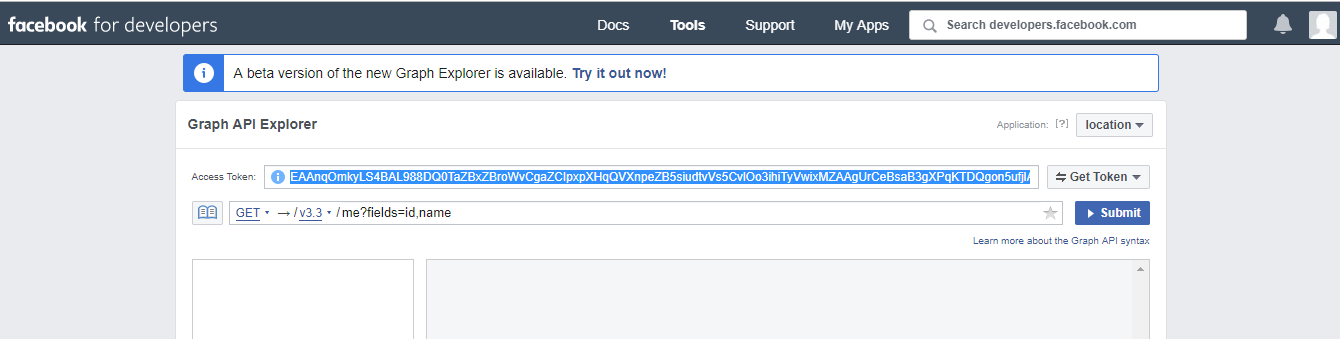 facebook for developers Docs Tools Support My Apps Search developers.facebook.com
A beta version of the new Graph Explorer is available. Try it out now!
Graph API Explorer Application: [?] location
Access Token: Get Token
GET → / v3.3 / me?fields=id,name Submit
Learn more about the Graph API syntax